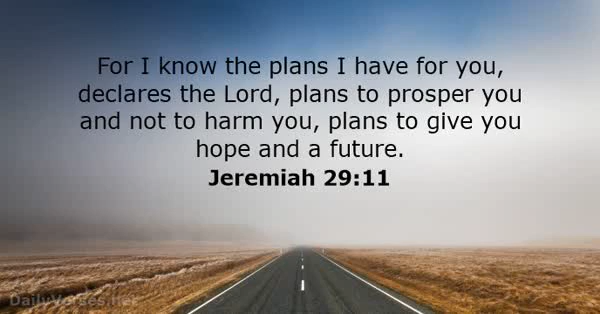 For I know the plans I have for you,
declares the Lord, plans to prosper you
and not to harm you, plans to give you
hope and a future.
Jeremiah 29:11
DailyVerses.net